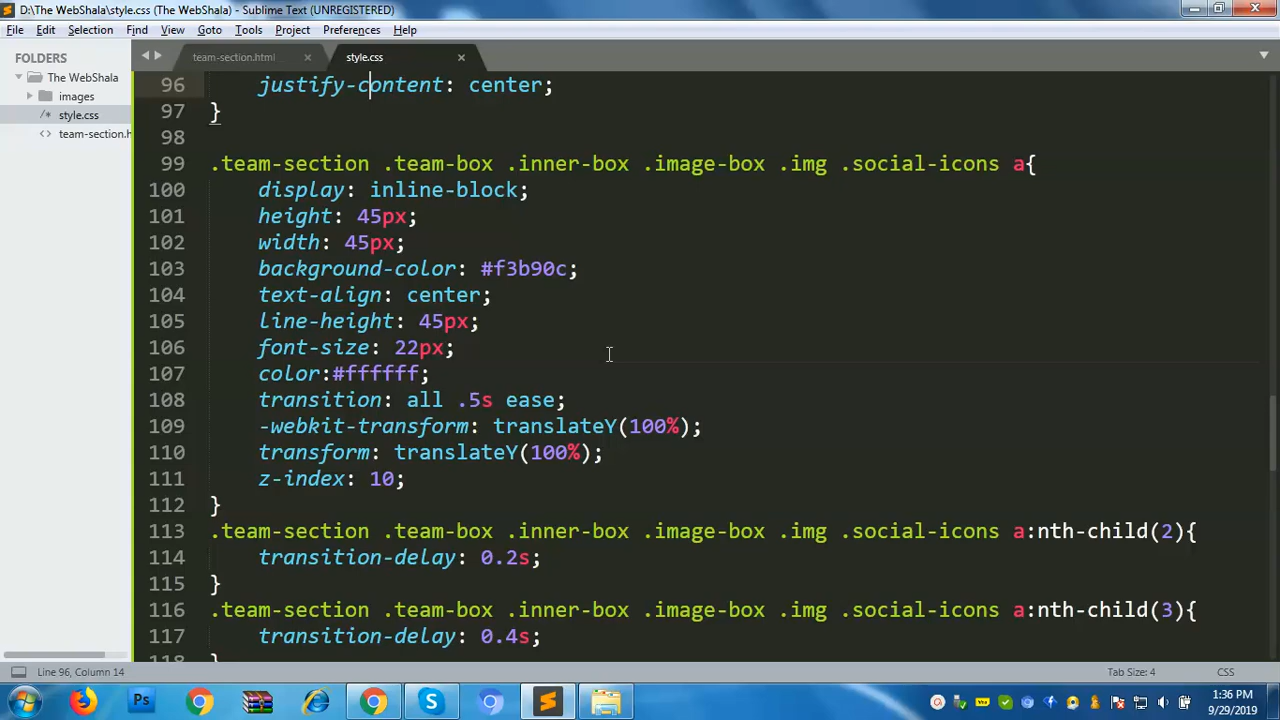 D:\The WebShala\style.css (The WebShala) - Sublime Text (UNREGISTERED)
File Edit Selection Find View Goto Tools Project Preferences Help
FOLDERS
The WebShala
images
style.css
team-section.h
team-section.html
style.css
96 justify-content: center;
97 }
98
99 .team-section .team-box .inner-box .image-box .img .social-icons a{
100 display: inline-block;
101 height: 45px;
102 width: 45px;
103 background-color: #f3b90c;
104 text-align: center;
105 line-height: 45px;
106 font-size: 22px;
107 color:#ffffff;
108 transition: all .5s ease;
109 -webkit-transform: translateY(100%);
110 transform: translateY(100%);
111 z-index: 10;
112 }
113 .team-section .team-box .inner-box .image-box .img .social-icons a:nth-child(2){
114 transition-delay: 0.2s;
115 }
116 .team-section .team-box .inner-box .image-box .img .social-icons a:nth-child(3){
117 transition-delay: 0.4s;
118 }
Line 96, Column 14
Tab Size: 4
CSS
Ps
1:36 PM
9/29/2019